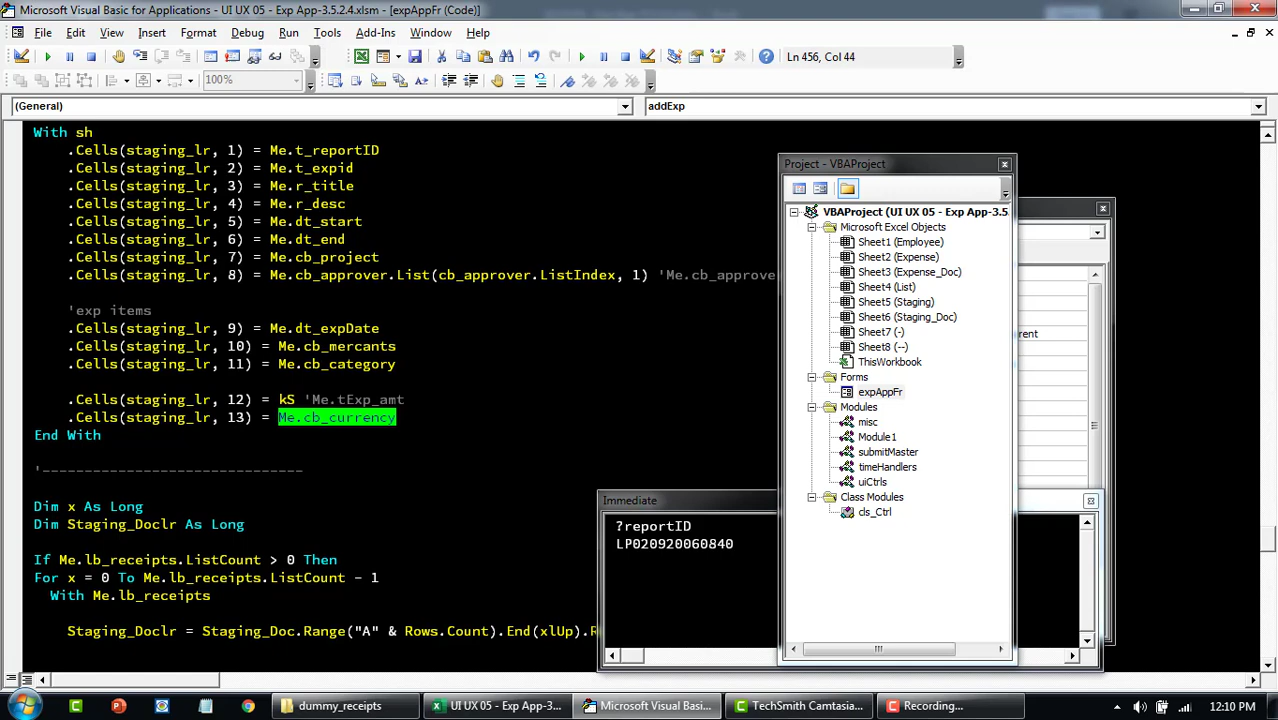 Microsoft Visual Basic for Applications - UI UX 05 - Exp App-3.5.2.4.xlsm - [expAppFr (Code)]
File Edit View Insert Format Debug Run Tools Add-Ins Window Help
Ln 456, Col 44
100%
(General)
addExp
With sh
.Cells(staging_lr, 1) = Me.t_reportID
.Cells(staging_lr, 2) = Me.t_expid
.Cells(staging_lr, 3) = Me.r_title
.Cells(staging_lr, 4) = Me.r_desc
.Cells(staging_lr, 5) = Me.dt_start
.Cells(staging_lr, 6) = Me.dt_end
.Cells(staging_lr, 7) = Me.cb_project
.Cells(staging_lr, 8) = Me.cb_approver.List(cb_approver.ListIndex, 1) 'Me.cb_approve
'exp items
.Cells(staging_lr, 9) = Me.dt_expDate
.Cells(staging_lr, 10) = Me.cb_mercants
.Cells(staging_lr, 11) = Me.cb_category
.Cells(staging_lr, 12) = kS 'Me.tExp_amt
.Cells(staging_lr, 13) = Me.cb_currency
End With
'-------------------------------
Dim x As Long
Dim Staging_Doclr As Long
If Me.lb_receipts.ListCount > 0 Then
For x = 0 To Me.lb_receipts.ListCount - 1
With Me.lb_receipts
Staging_Doclr = Staging_Doc.Range("A" & Rows.Count).End(xlUp).R
Project - VBAProject
VBAProject (UI UX 05 - Exp App-3.5
Microsoft Excel Objects
Sheet1 (Employee)
Sheet2 (Expense)
Sheet3 (Expense_Doc)
Sheet4 (List)
Sheet5 (Staging)
Sheet6 (Staging_Doc)
Sheet7 (-)
Sheet8 (--)
ThisWorkbook
Forms
expAppFr
Modules
misc
Module1
submitMaster
timeHandlers
uiCtrls
Class Modules
cls_Ctrl
rent
Immediate
?reportID
LP020920060840
dummy_receipts
UI UX 05 - Exp App-3....
Microsoft Visual Basi...
TechSmith Camtasia...
Recording...
12:10 PM